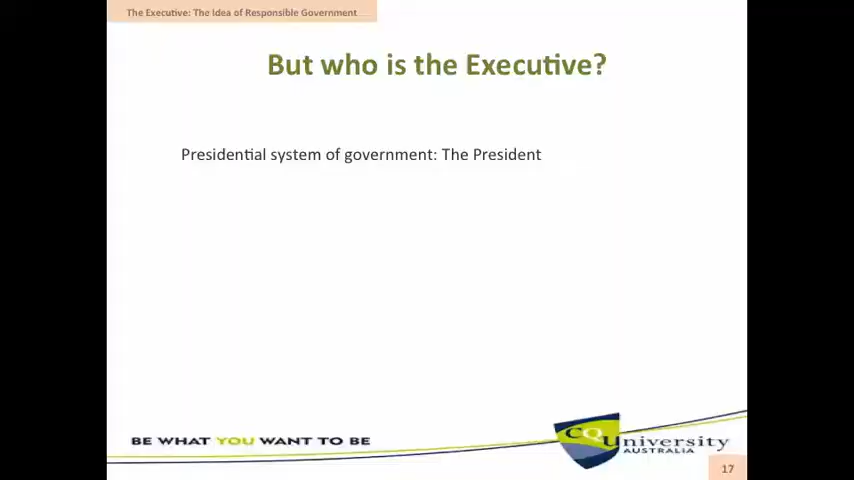 The Executive: The Idea of Responsible Government
But who is the Executive?
Presidential system of government: The President
BE WHAT YOU WANT TO BE
CQUniversity
AUSTRALIA
17